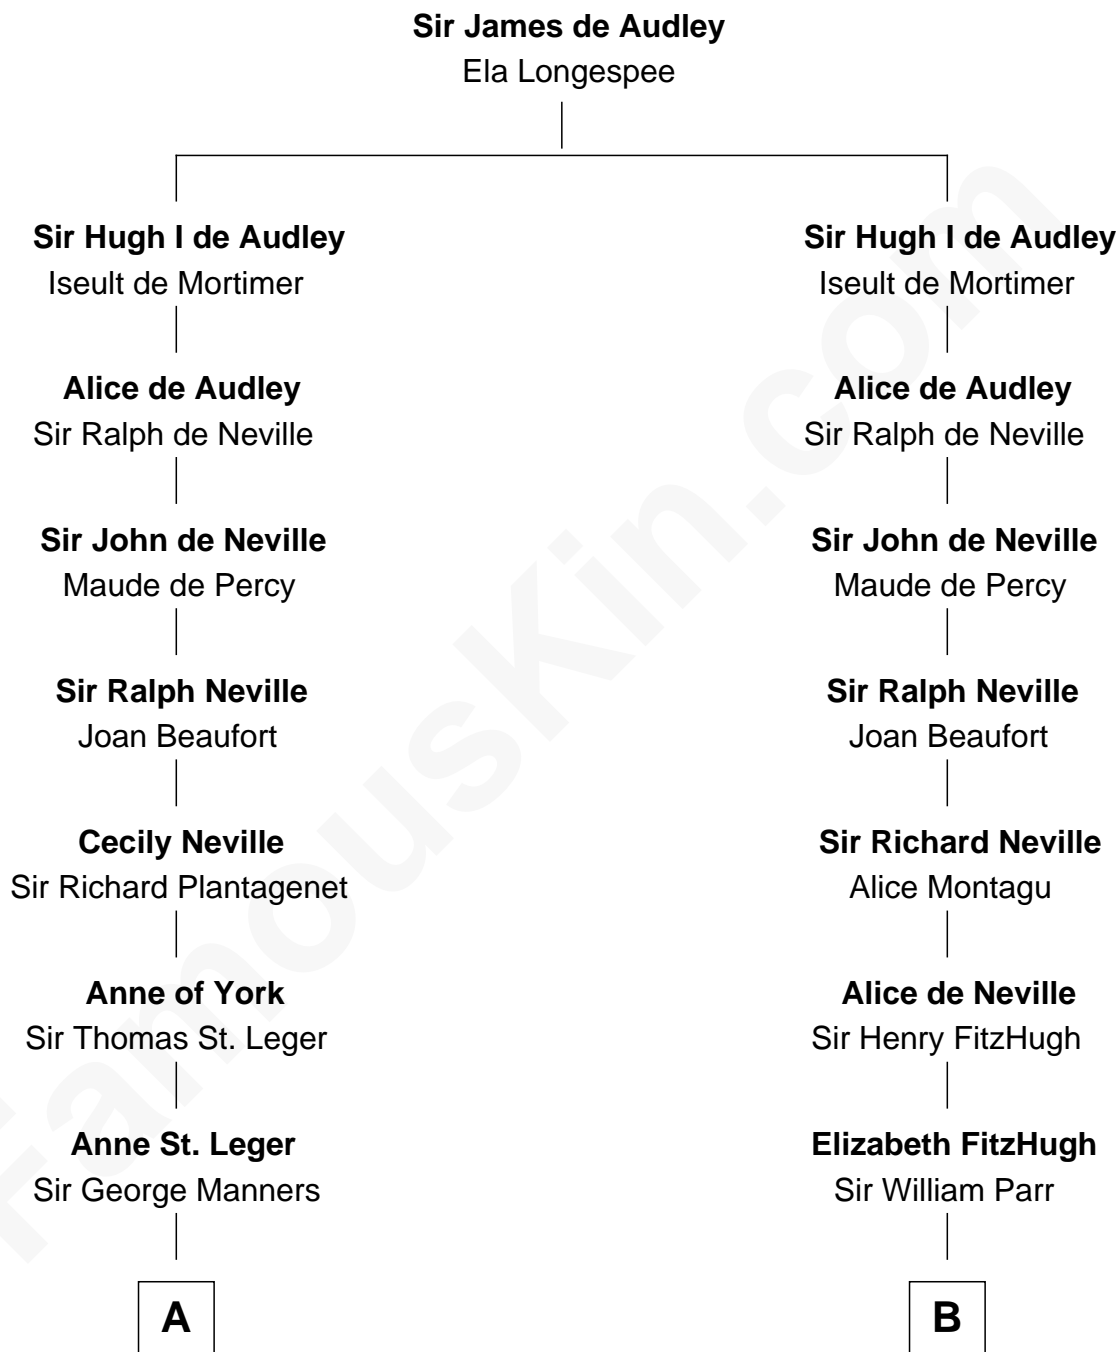 Sir James de Audley
Ela Longespee
Sir Hugh I de Audley
Iseult de Mortimer
Alice de Audley
Sir Ralph de Neville
Sir John de Neville
Maude de Percy
Sir Ralph Neville
Joan Beaufort
Cecily Neville
Sir Richard Plantagenet
Anne of York
Sir Thomas St. Leger
Anne St. Leger
Sir George Manners
A
Sir Hugh I de Audley
Iseult de Mortimer
Alice de Audley
Sir Ralph de Neville
Sir John de Neville
Maude de Percy
Sir Ralph Neville
Joan Beaufort
Sir Richard Neville
Alice Montagu
Alice de Neville
Sir Henry FitzHugh
Elizabeth FitzHugh
Sir William Parr
B
FamousKin.com